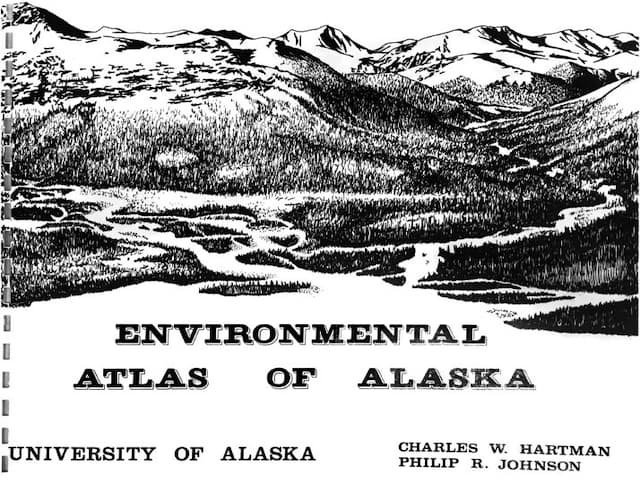 ENVIRONMENTAL
ATLAS OF ALASKA
UNIVERSITY OF ALASKA
CHARLES W. HARTMAN
PHILIP R. JOHNSON